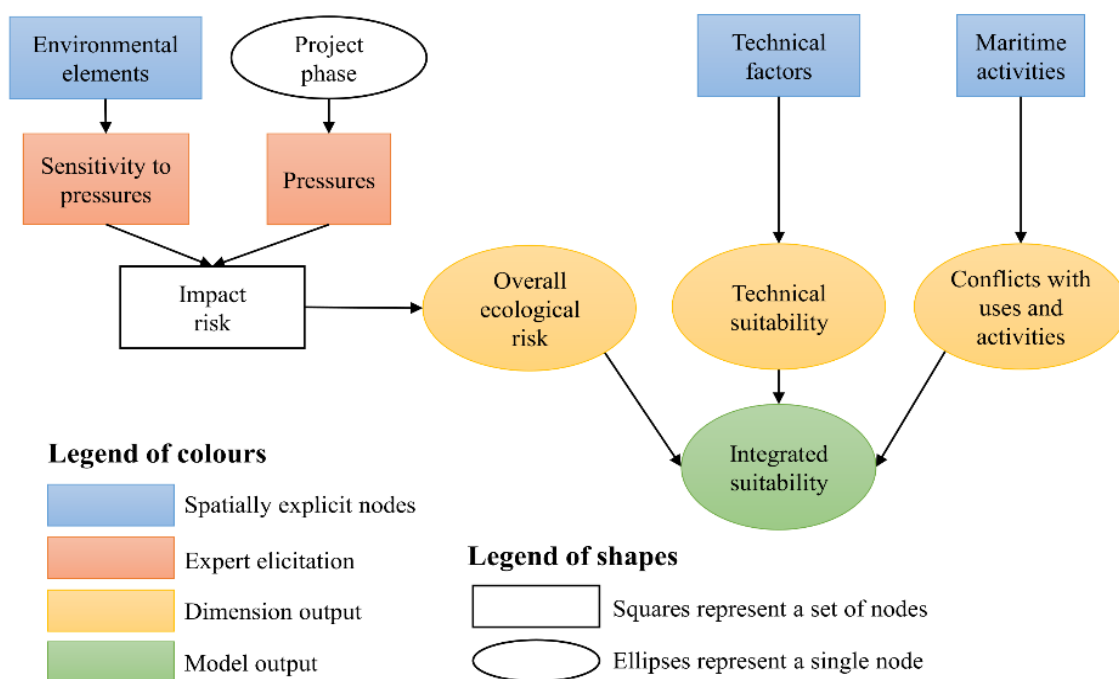 Environmental
elements
Project
phase
Technical
factors
Maritime
activities
Sensitivity to
pressures
Pressures
Impact
risk
Overall
ecological
risk
Technical
suitability
Conflicts with
uses and
activities
Integrated
suitability
Legend of colours
Spatially explicit nodes
Expert elicitation
Dimension output
Model output
Legend of shapes
Squares represent a set of nodes
Ellipses represent a single node